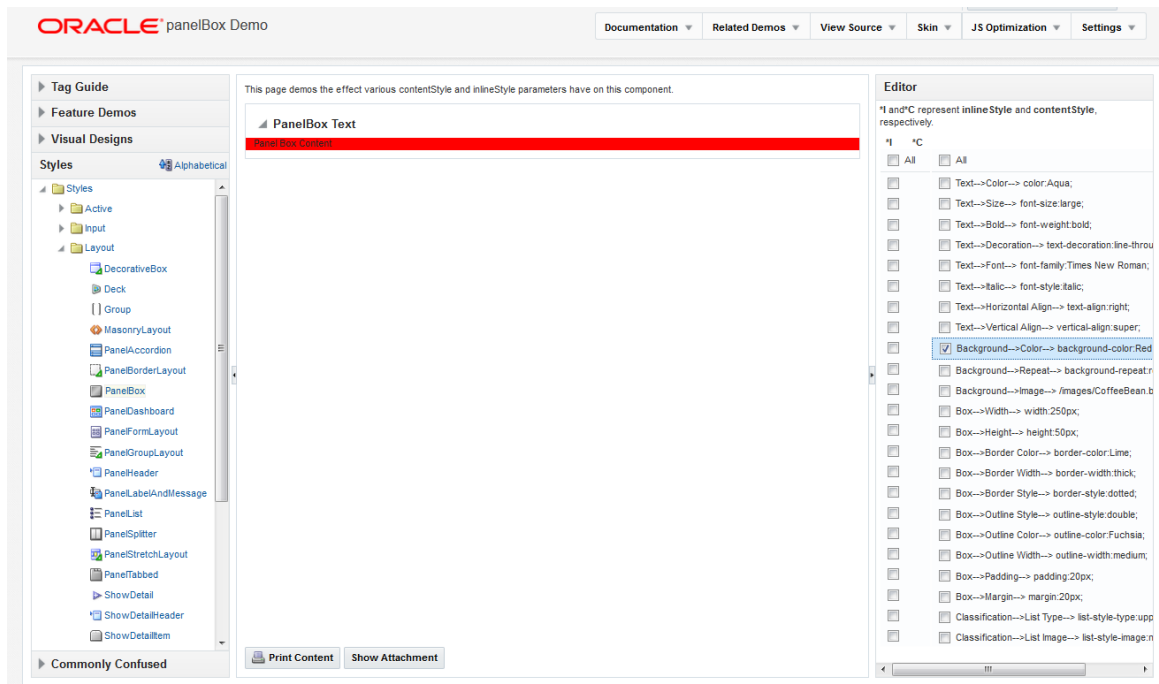 ORACLE® panelBox Demo
Documentation
Related Demos
View Source
Skin
JS Optimization
Settings
Tag Guide
Feature Demos
Visual Designs
Styles
Alphabetical
Styles
Active
Input
Layout
DecorativeBox
Deck
Group
MasonryLayout
PanelAccordion
PanelBorderLayout
PanelBox
PanelDashboard
PanelFormLayout
PanelGroupLayout
PanelHeader
PanelLabelAndMessage
PanelList
PanelSplitter
PanelStretchLayout
PanelTabbed
ShowDetail
ShowDetailHeader
ShowDetailItem
Commonly Confused
This page demos the effect various contentStyle and inlineStyle parameters have on this component.
PanelBox Text
PanelBox Content
Print Content
Show Attachment
Editor
*I and*C represent inlineStyle and contentStyle,
respectively.
*I *C
All All
Text-->Color--> color:Aqua;
Text-->Size--> font-size:large;
Text-->Bold--> font-weight:bold;
Text-->Decoration--> text-decoration:line-throu
Text-->Font--> font-family:Times New Roman;
Text-->Italic--> font-style:italic;
Text-->Horizontal Align--> text-align:right;
Text-->Vertical Align--> vertical-align:super;
Background-->Color--> background-color:Red
Background-->Repeat--> background-repeat:r
Background-->Image--> /images/CoffeeBean.b
Box-->Width--> width:250px;
Box-->Height--> height:50px;
Box-->Border Color--> border-color:Lime;
Box-->Border Width--> border-width:thick;
Box-->Border Style--> border-style:dotted;
Box-->Outline Style--> outline-style:double;
Box-->Outline Color--> outline-color:Fuchsia;
Box-->Outline Width--> outline-width:medium;
Box-->Padding--> padding:20px;
Box-->Margin--> margin:20px;
Classification-->List Type--> list-style-type:upp
Classification-->List Image--> list-style-image:n